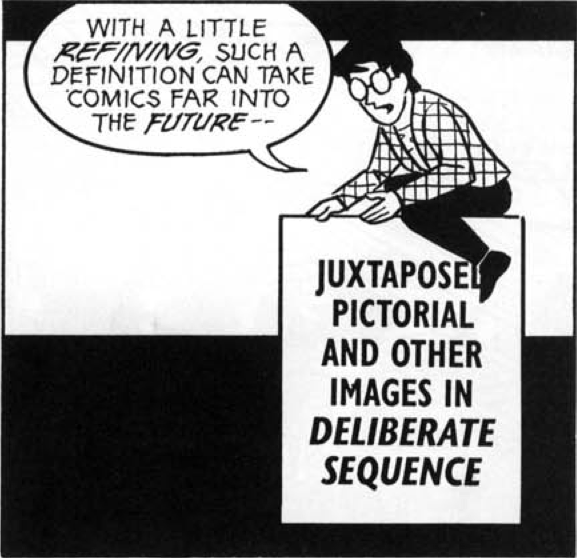 WITH A LITTLE
REFINING, SUCH A
DEFINITION CAN TAKE
COMICS FAR INTO
THE FUTURE--
JUXTAPOSED
PICTORIAL
AND OTHER
IMAGES IN
DELIBERATE
SEQUENCE